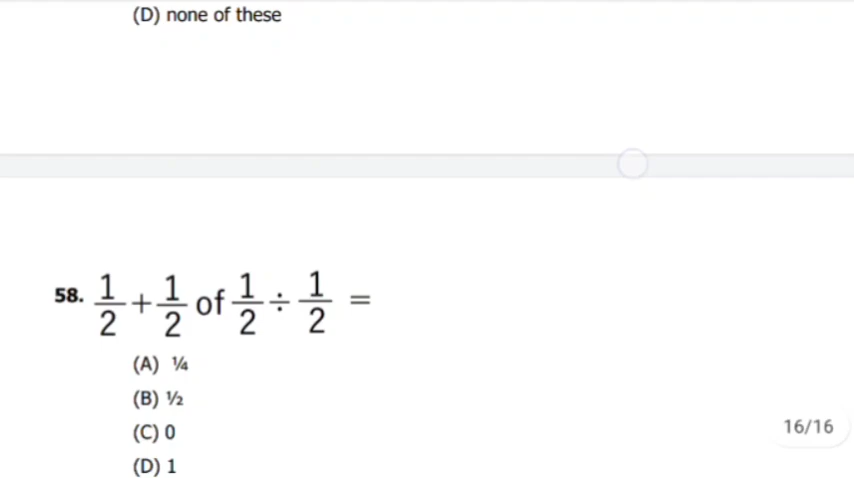 (D) none of these
58. 1/2 + 1/2 of 1/2 ÷ 1/2 =
(A) ¼
(B) ½
(C) 0
16/16
(D) 1